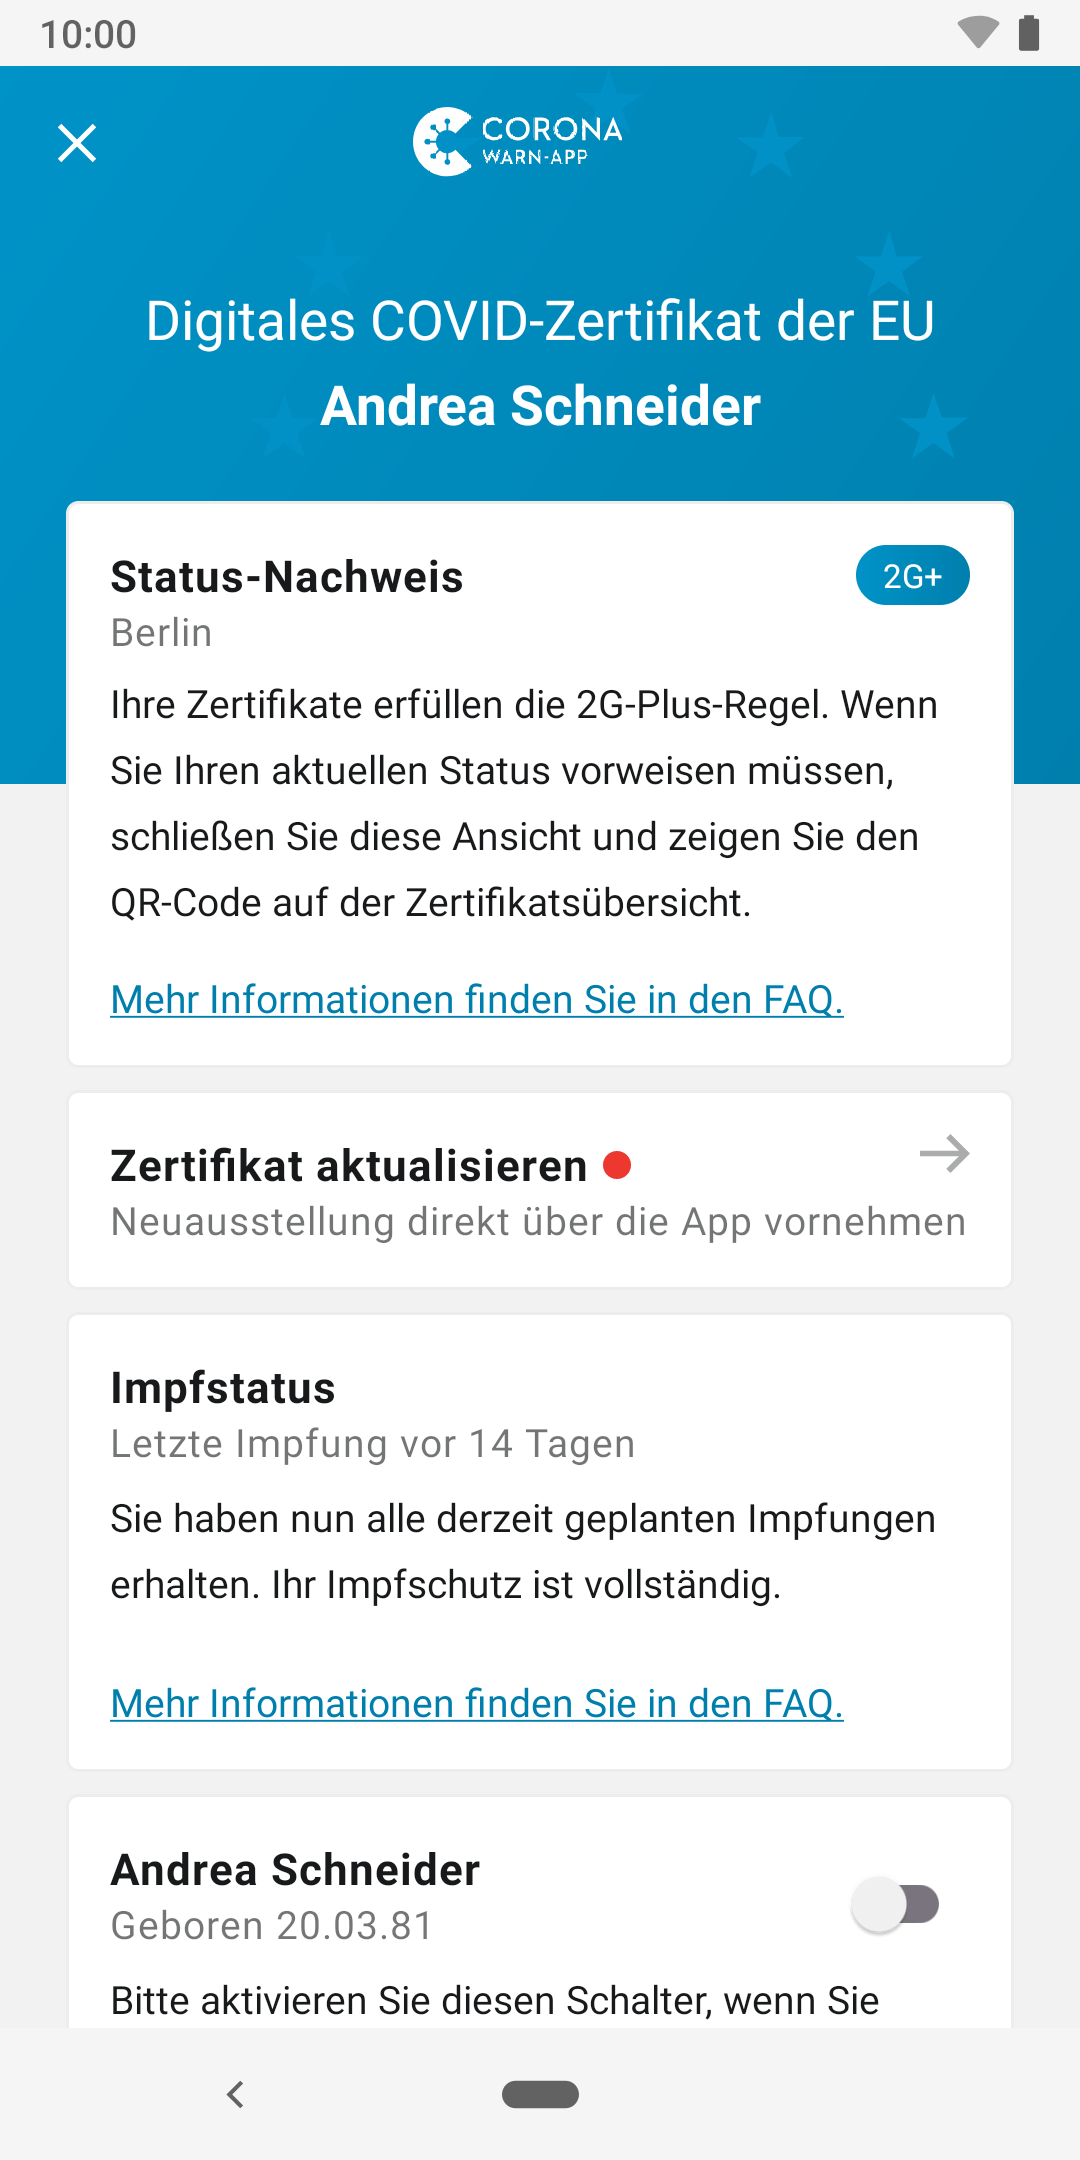 10:00
CORONA
WARN-APP
Digitales COVID-Zertifikat der EU
Andrea Schneider
Status-Nachweis
2G+
Berlin
Ihre Zertifikate erfüllen die 2G-Plus-Regel. Wenn
Sie Ihren aktuellen Status vorweisen müssen,
schließen Sie diese Ansicht und zeigen Sie den
QR-Code auf der Zertifikatsübersicht.
Mehr Informationen finden Sie in den FAQ.
Zertifikat aktualisieren
Neuausstellung direkt über die App vornehmen
Impfstatus
Letzte Impfung vor 14 Tagen
Sie haben nun alle derzeit geplanten Impfungen
erhalten. Ihr Impfschutz ist vollständig.
Mehr Informationen finden Sie in den FAQ.
Andrea Schneider
Geboren 20.03.81
Bitte aktivieren Sie diesen Schalter, wenn Sie